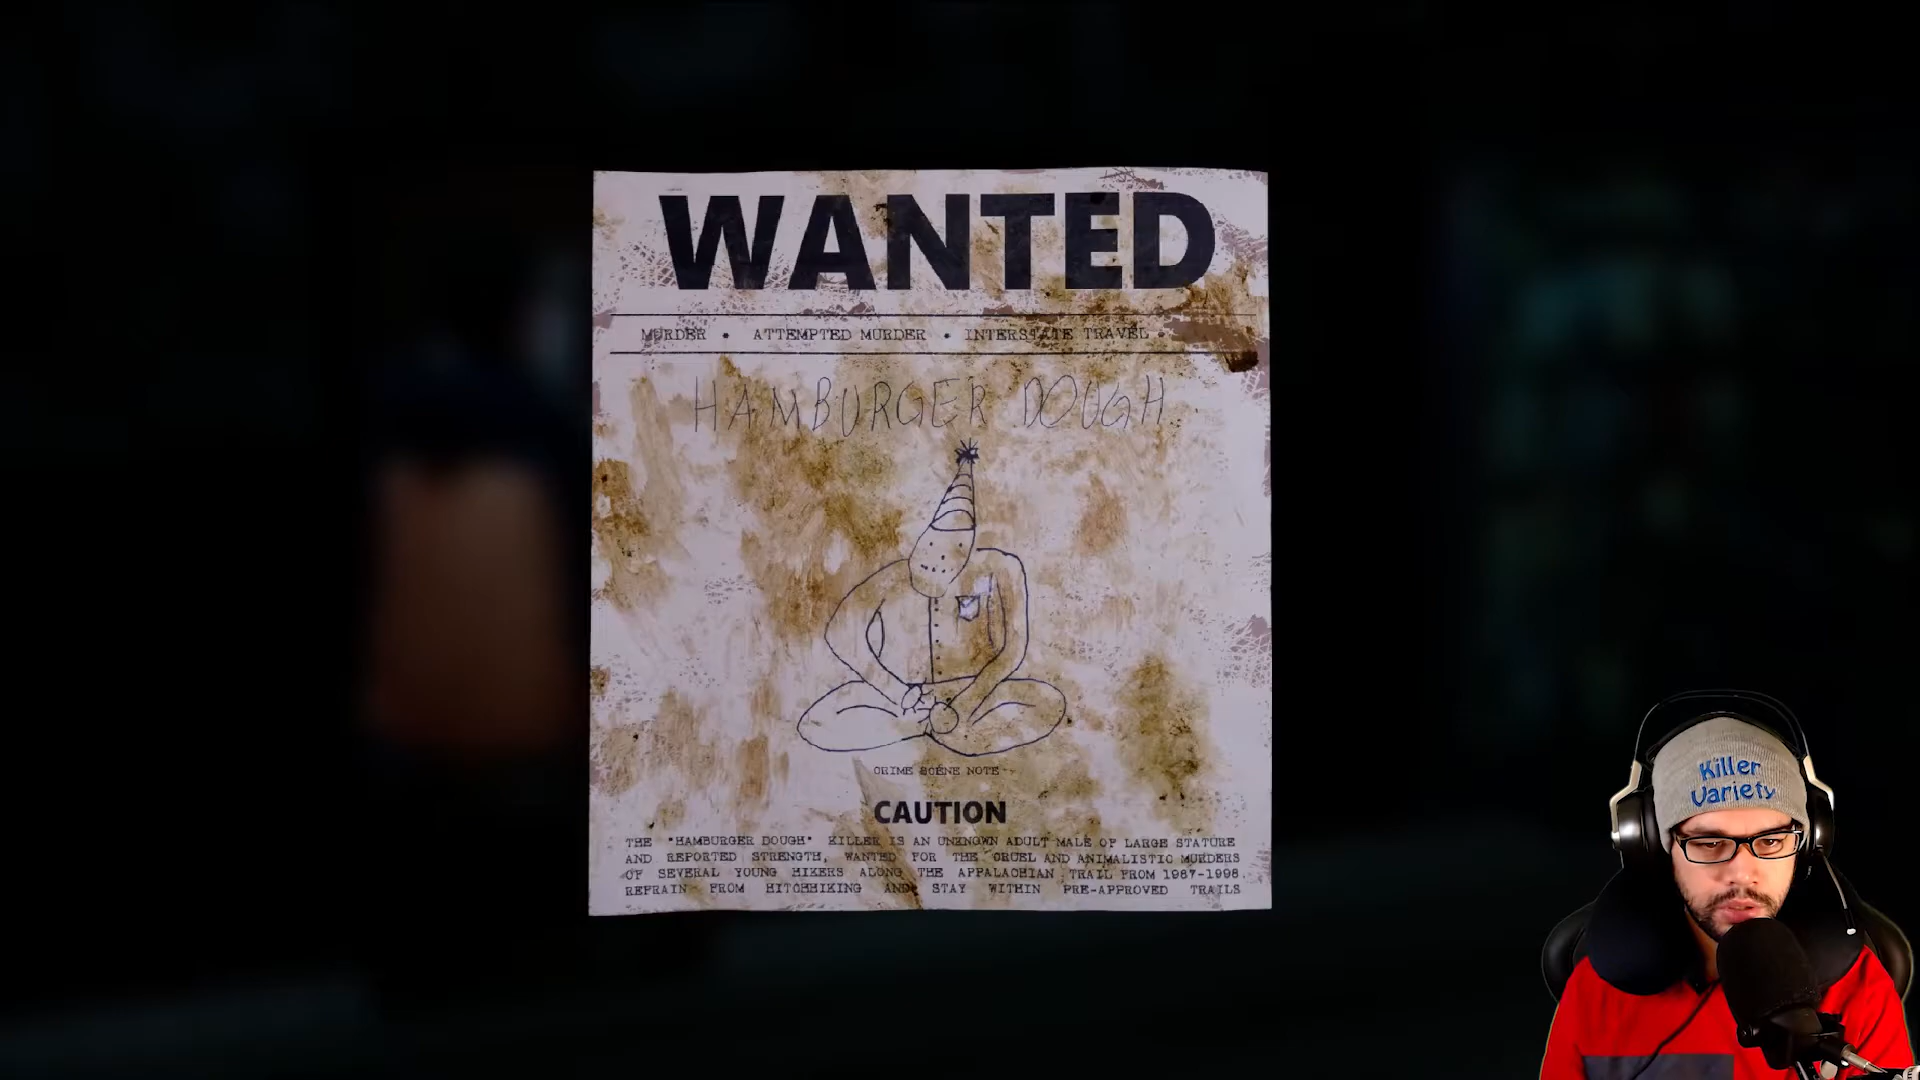 WANTED
MURDER • ATTEMPTED MURDER • INTERSTATE TRAVEL
HAMBURGER DOUGH
CRIME SCENE NOTE
CAUTION
THE "HAMBURGER DOUGH" KILLER IS AN UNKNOWN ADULT MALE OF LARGE STATURE
AND REPORTED STRENGTH, WANTED FOR THE CRUEL AND ANIMALISTIC MURDERS
OF SEVERAL YOUNG HIKERS ALONG THE APPALACHIAN TRAIL FROM 1987-1998.
REFRAIN FROM HITCHHIKING AND STAY WITHIN PRE-APPROVED TRAILS
Killer
Variety